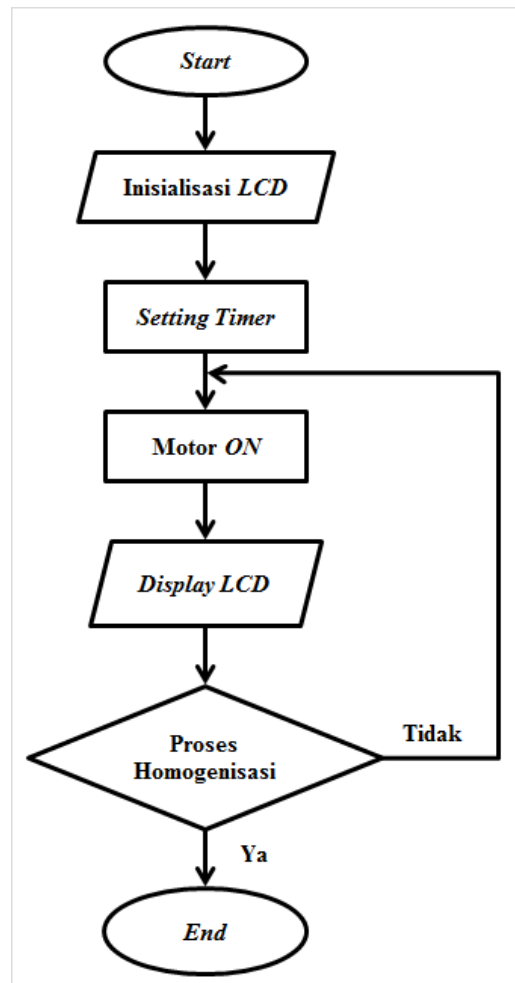 Start
Inisialisasi LCD
Setting Timer
Motor ON
Display LCD
Proses
Homogenisasi
Tidak
Ya
End